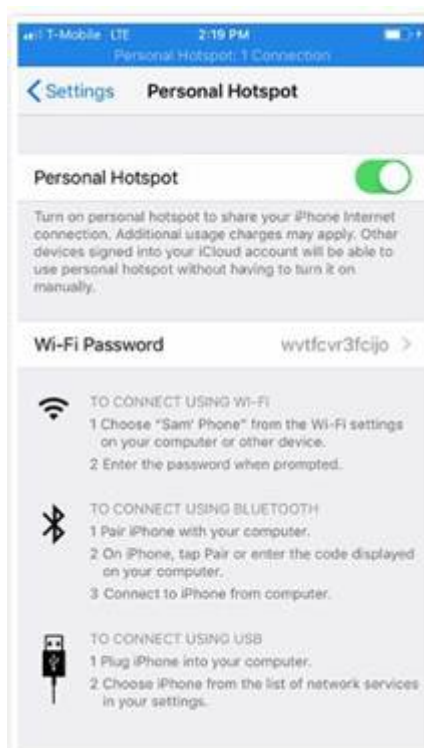 T-Mobile LTE 2:19 PM
Personal Hotspot: 1 Connection
Settings Personal Hotspot
Personal Hotspot
Turn on personal hotspot to share your iPhone Internet
connection. Additional usage charges may apply. Other
devices signed into your iCloud account will be able to
use personal hotspot without having to turn it on
manually.
Wi-Fi Password wvtfcvr3fcijo
TO CONNECT USING WI-FI
1 Choose "Sam' Phone" from the Wi-Fi settings
on your computer or other device.
2 Enter the password when prompted.
TO CONNECT USING BLUETOOTH
1 Pair iPhone with your computer.
2 On iPhone, tap Pair or enter the code displayed
on your computer.
3 Connect to iPhone from computer.
TO CONNECT USING USB
1 Plug iPhone into your computer.
2 Choose iPhone from the list of network services
in your settings.